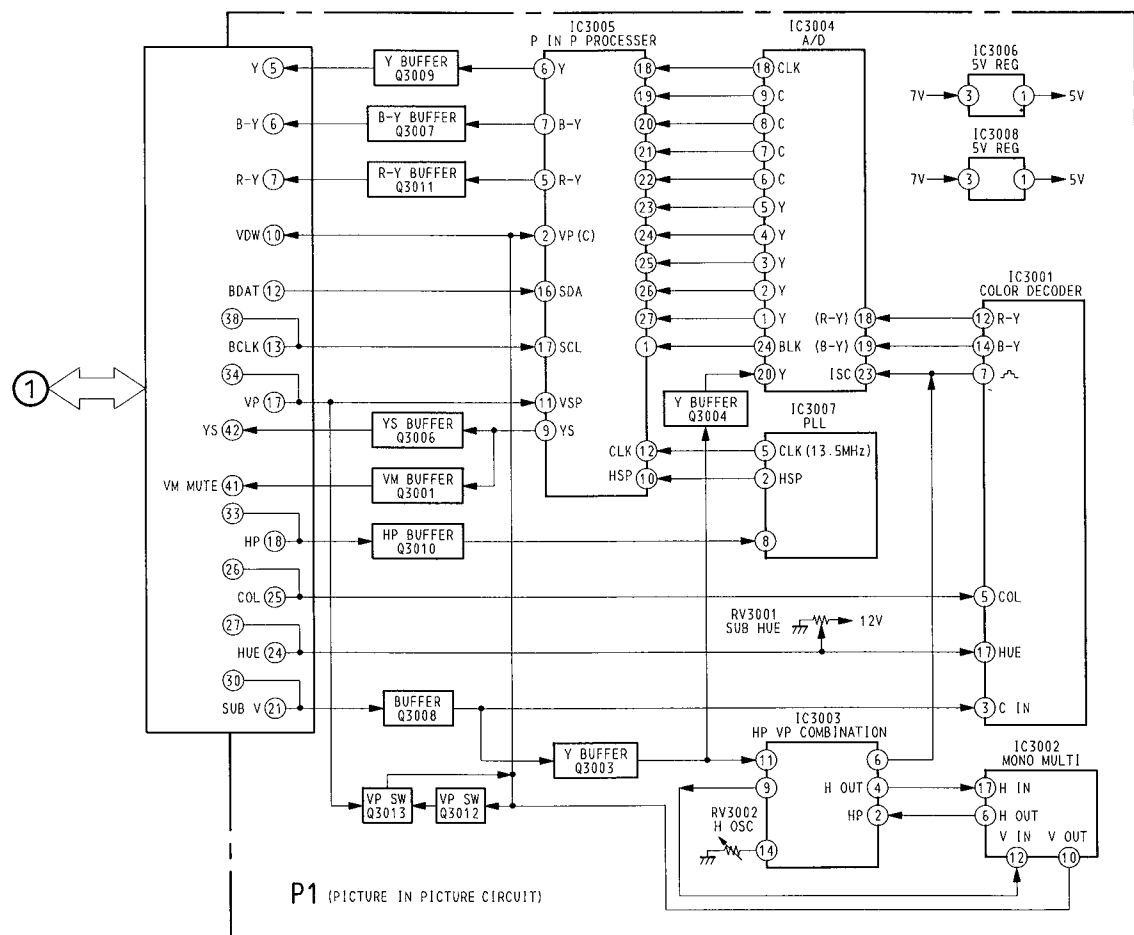 IC3005
P IN P PROCESSER
IC3004
A/D
IC3006
5V REG
7V 3 1 5V
IC3008
5V REG
7V 3 1 5V
Y 5
Y BUFFER
Q3009
6 Y
18
18 CLK
19
9 C
B-Y 6
B-Y BUFFER
Q3007
7 B-Y
20
8 C
21
7 C
R-Y 7
R-Y BUFFER
Q3011
5 R-Y
22
6 C
23
5 Y
VDW 10
2 VP(C)
24
4 Y
25
3 Y
BDAT 12
16 SDA
26
2 Y
27
1 Y
IC3001
COLOR DECODER
(R-Y) 18
12 R-Y
38
BCLK 13
17 SCL
1
24 BLK
(B-Y) 19
14 B-Y
34
20 Y
ISC 23
7
1
VP 17
11 VSP
Y BUFFER
Q3004
IC3007
PLL
YS 42
YS BUFFER
Q3006
9 YS
CLK 12
5 CLK(13.5MHz)
HSP 10
2 HSP
VM MUTE 41
VM BUFFER
Q3001
33
HP 18
HP BUFFER
Q3010
8
26
COL 25
5 COL
RV3001
SUB HUE
12V
27
HUE 24
17 HUE
30
SUB V 21
BUFFER
Q3008
3 C IN
IC3003
HP VP COMBINATION
Y BUFFER
Q3003
11
6
IC3002
MONO MULTI
9
H OUT 4
17 H IN
VP SW
Q3013
VP SW
Q3012
RV3002
H OSC
HP 2
6 H OUT
14
V IN V OUT
12 10
P1 (PICTURE IN PICTURE CIRCUIT)